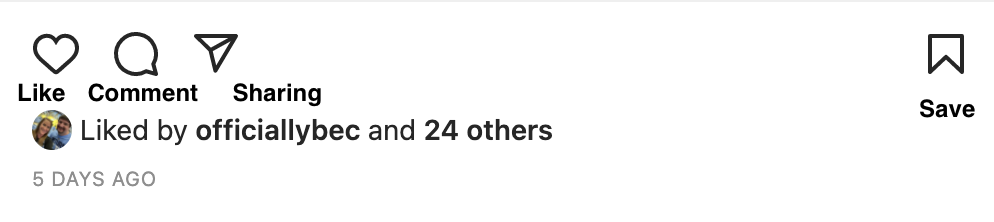 Like Comment Sharing
Save
Liked by officiallybec and 24 others
5 DAYS AGO